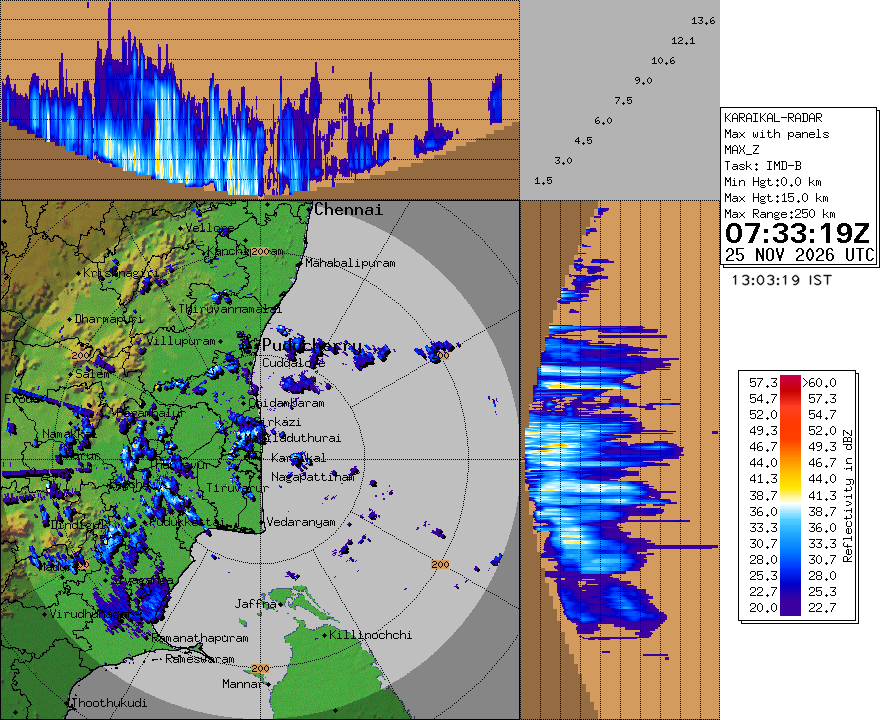 13.6
12.1
10.6
9.0
7.5
6.0
4.5
3.0
1.5
KARAIKAL-RADAR
Max with panels
MAX_Z
Task: IMD-B
Min Hgt:0.0 km
Max Hgt:15.0 km
Max Range:250 km
07:33:19Z
25 NOV 2026 UTC
13:03:19 IST
Chennai
Vellore
200
Mahabalipuram
Krishnagiri
Thiruvannamalai
Dharmapuri
Villupuram
Puducherry
200
Cuddalore
Salem
Chidambaram
Namakkal
Karaikal
Nagapattinam
Tiruvarur
Pudukkottai
Vedaranyam
200
Jaffna
Virudhunagar
Ramanathapuram
Killinochchi
Rameswaram
200
Mannar
Thoothukudi
57.3 >60.0
54.7 57.3
52.0 54.7
49.3 52.0
46.7 49.3
44.0 46.7
41.3 44.0
38.7 41.3
36.0 38.7
33.3 36.0
30.7 33.3
28.0 30.7
25.3 28.0
22.7 25.3
20.0 22.7
Reflectivity in dBZ